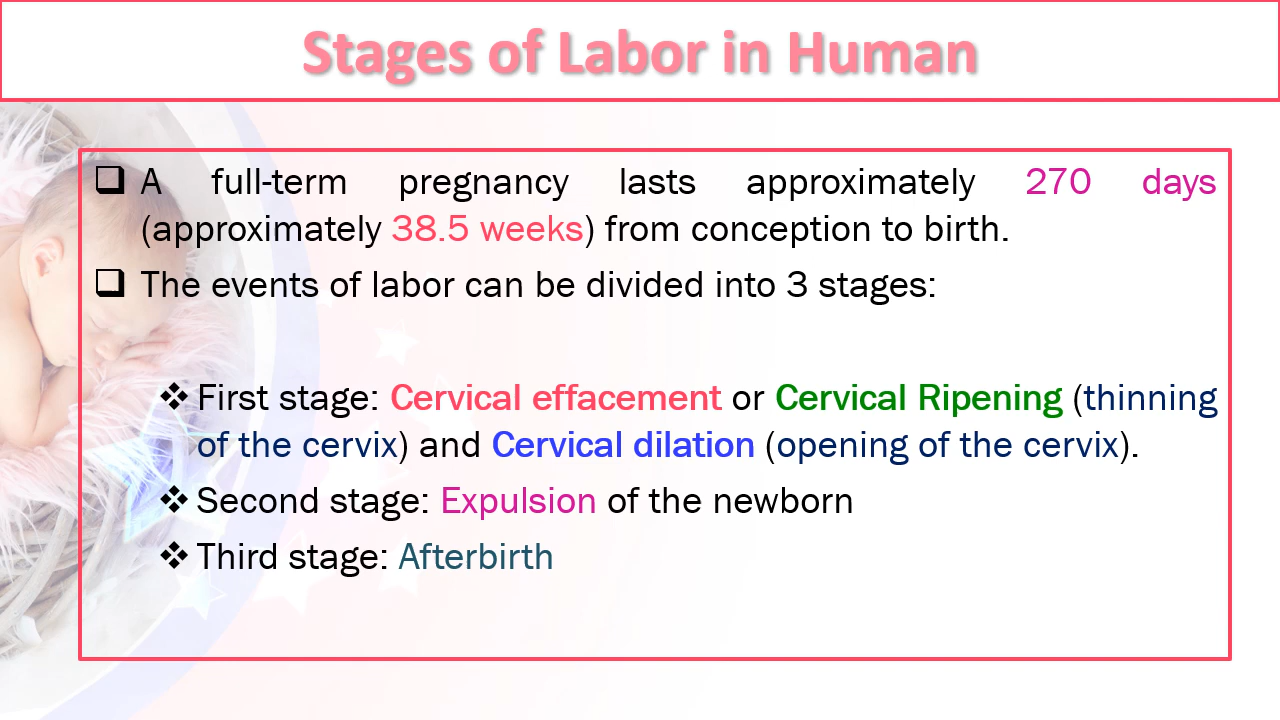 Stages of Labor in Human
❑ A full-term pregnancy lasts approximately 270 days
(approximately 38.5 weeks) from conception to birth.
❑ The events of labor can be divided into 3 stages:
❖ First stage: Cervical effacement or Cervical Ripening (thinning
of the cervix) and Cervical dilation (opening of the cervix).
❖ Second stage: Expulsion of the newborn
❖ Third stage: Afterbirth